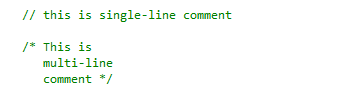 // this is single-line comment
/* This is
multi-line
comment */